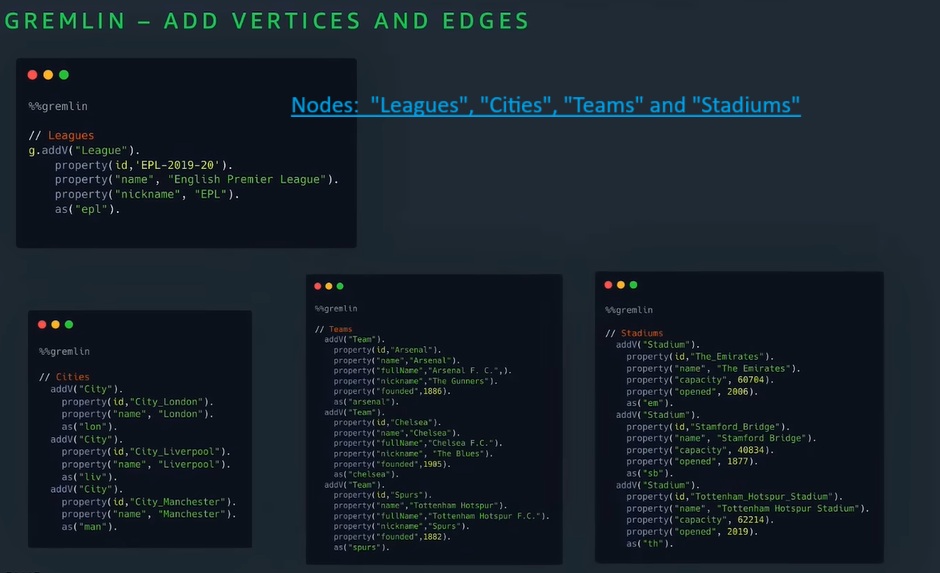 GREMLIN – ADD VERTICES AND EDGES
Nodes: "Leagues", "Cities", "Teams" and "Stadiums"
%%gremlin
// Leagues
g.addV("League").
property(id,'EPL-2019-20').
property("name", "English Premier League").
property("nickname", "EPL").
as("epl").
%%gremlin
// Cities
addV("City").
property(id,"City_London").
property("name", "London").
as("lon").
addV("City").
property(id,"City_Liverpool").
property("name", "Liverpool").
as("liv").
addV("City").
property(id,"City_Manchester").
property("name", "Manchester").
as("man").
%%gremlin
// Teams
addV("Team").
property(id,"Arsenal").
property("name","Arsenal").
property("fullName","Arsenal F. C.",).
property("nickname","The Gunners").
property("founded",1886).
as("arsenal").
addV("Team").
property(id,"Chelsea").
property("name","Chelsea").
property("fullName","Chelsea F.C.").
property("nickname", "The Blues").
property("founded",1905).
as("chelsea").
addV("Team").
property(id,"Spurs").
property("name","Tottenham Hotspur").
property("fullName","Tottenham Hotspur F.C.").
property("nickname","Spurs").
property("founded",1882).
as("spurs").
%%gremlin
// Stadiums
addV("Stadium").
property(id,"The_Emirates").
property("name", "The Emirates").
property("capacity", 60704).
property("opened", 2006).
as("em").
addV("Stadium").
property(id,"Stamford_Bridge").
property("name", "Stamford Bridge").
property("capacity", 40834).
property("opened", 1877).
as("sb").
addV("Stadium").
property(id,"Tottenham_Hotspur_Stadium").
property("name", "Tottenham Hotspur Stadium").
property("capacity", 62214).
property("opened", 2019).
as("th").